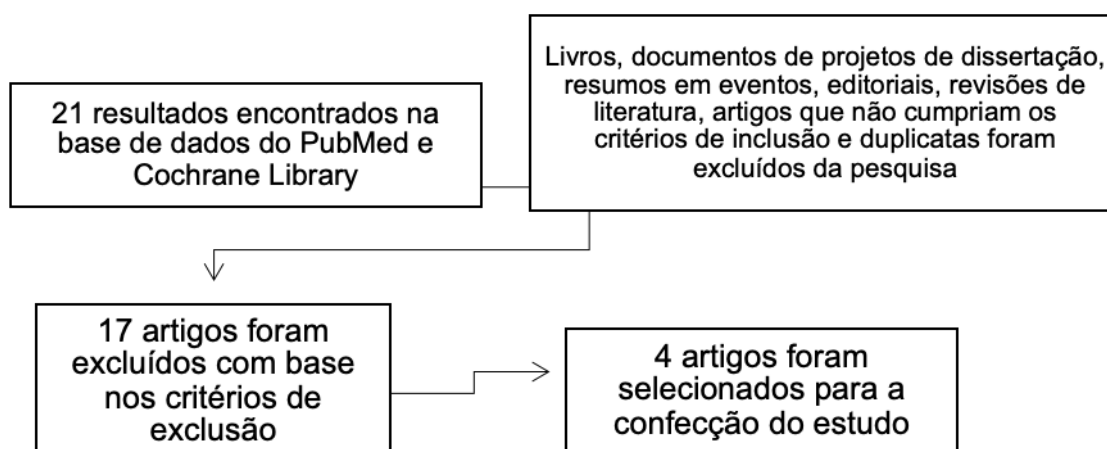 21 resultados encontrados na
base de dados do PubMed e
Cochrane Library
Livros, documentos de projetos de dissertação,
resumos em eventos, editoriais, revisões de
literatura, artigos que não cumpriam os
critérios de inclusão e duplicatas foram
excluídos da pesquisa
17 artigos foram
excluídos com base
nos critérios de
exclusão
4 artigos foram
selecionados para a
confecção do estudo